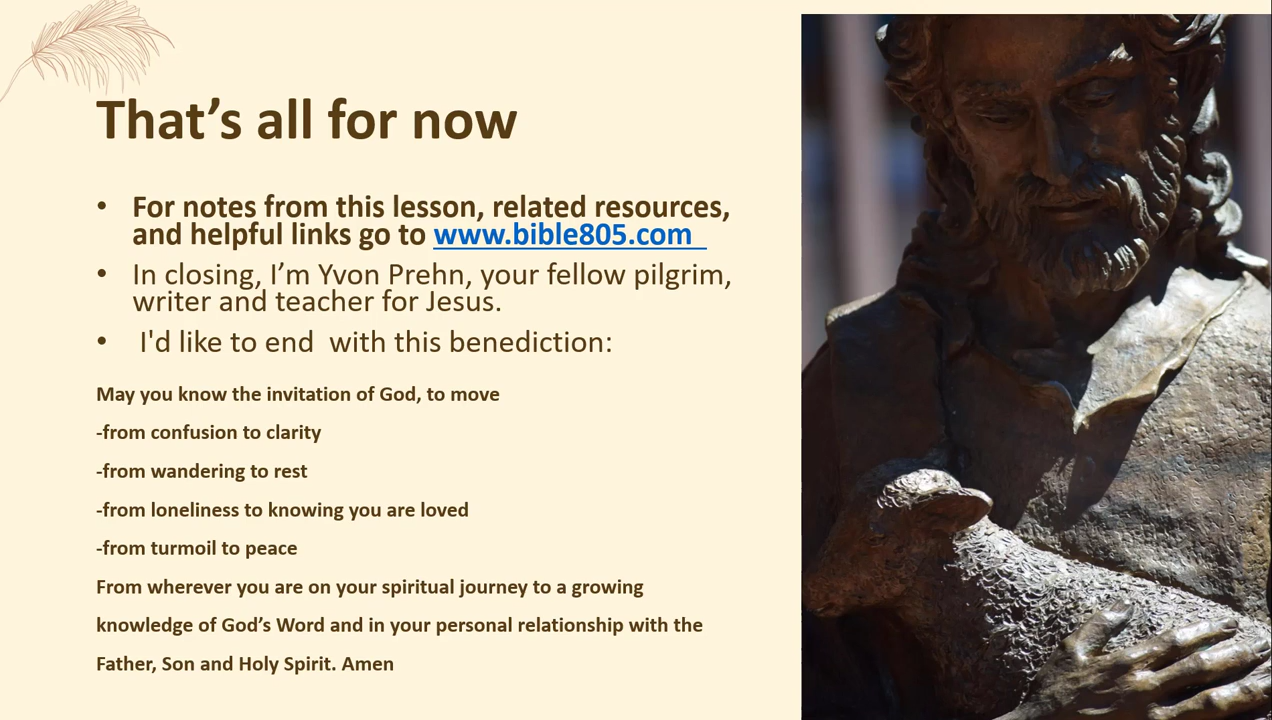 That’s all for now
• For notes from this lesson, related resources,
and helpful links go to www.bible805.com
• In closing, I’m Yvon Prehn, your fellow pilgrim,
writer and teacher for Jesus.
• I'd like to end  with this benediction:
May you know the invitation of God, to move
-from confusion to clarity
-from wandering to rest
-from loneliness to knowing you are loved
-from turmoil to peace
From wherever you are on your spiritual journey to a growing
knowledge of God’s Word and in your personal relationship with the
Father, Son and Holy Spirit. Amen